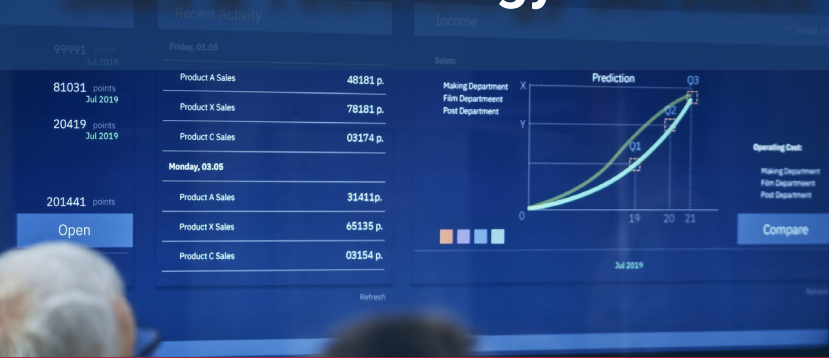 gy
Recent Activity
Income
99991 points
Jul 2019
81031 points
Jul 2019
20419 points
Jul 2019
201441 points
Open
Friday, 01.05
Product A Sales 48181 p.
Product X Sales 78181 p.
Product C Sales 03174 p.
Monday, 03.05
Product A Sales 31411p.
Product X Sales 65135 p.
Product C Sales 03154 p.
Refresh
Sales:
Making Department
Film Departmeent
Post Department
Prediction
X
Y
0
Q1
Q2
Q3
19 20 21
Jul 2019
Operating Cost:
Making Department
Film Departmeent
Post Department
Compare
Refresh